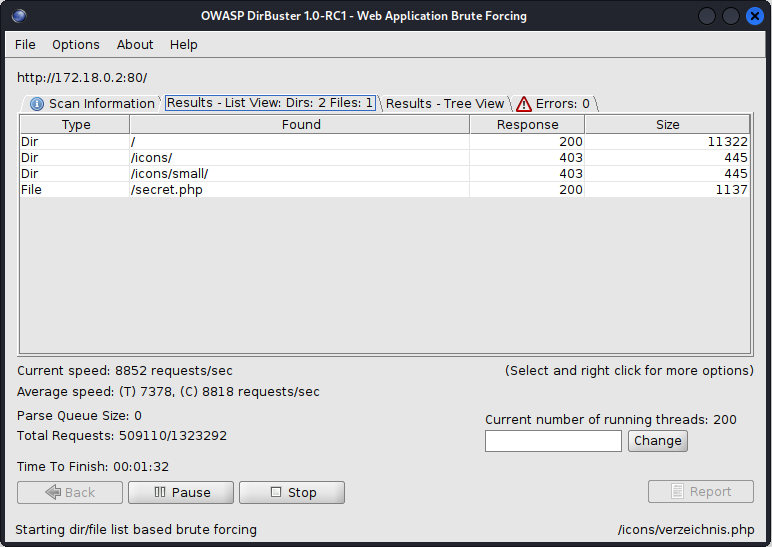 OWASP DirBuster 1.0-RC1 - Web Application Brute Forcing
File Options About Help
http://172.18.0.2:80/
Scan Information Results - List View: Dirs: 2 Files: 1 Results - Tree View Errors: 0
Type Found Response Size
Dir / 200 11322
Dir /icons/ 403 445
Dir /icons/small/ 403 445
File /secret.php 200 1137
Current speed: 8852 requests/sec (Select and right click for more options)
Average speed: (T) 7378, (C) 8818 requests/sec
Parse Queue Size: 0
Current number of running threads: 200
Total Requests: 509110/1323292
Change
Time To Finish: 00:01:32
Back Pause Stop Report
Starting dir/file list based brute forcing /icons/verzeichnis.php